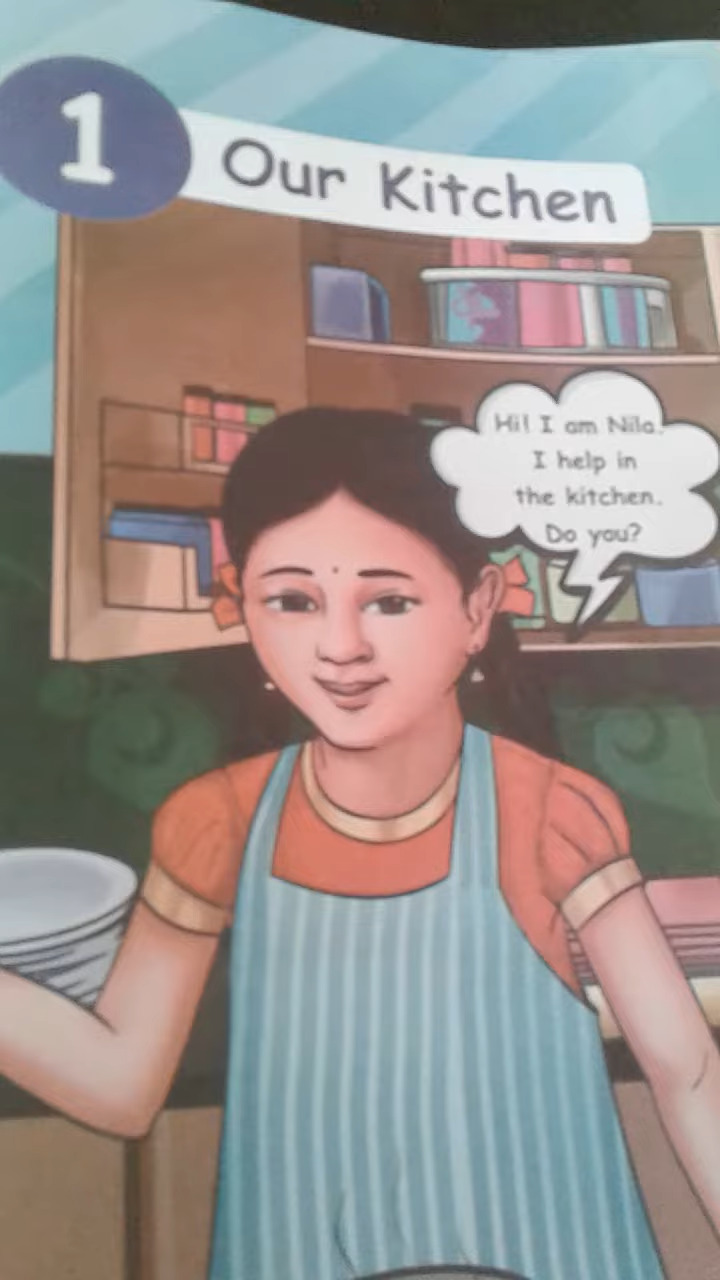 1
Our Kitchen
Hi! I am Nila.
I help in
the kitchen.
Do you?